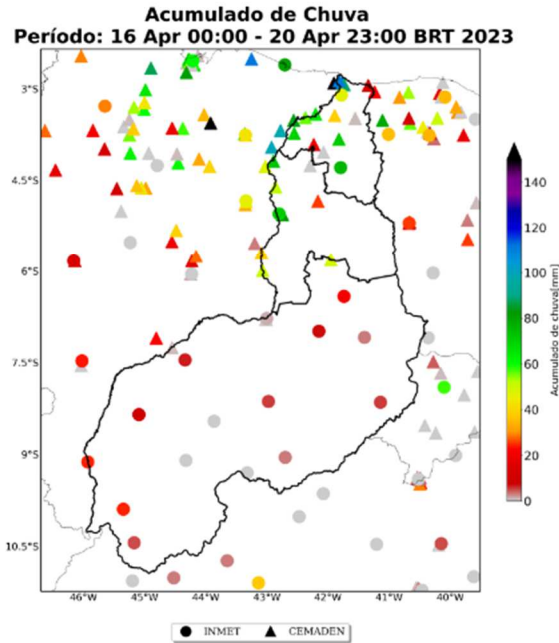 Acumulado de Chuva
Período: 16 Apr 00:00 - 20 Apr 23:00 BRT 2023
3°S
4.5°S
6°S
7.5°S
9°S
10.5°S
46°W 45°W 44°W 43°W 42°W 41°W 40°W
140
120
100
80
60
40
20
0
Acumulado de chuva[mm]
INMET CEMADEN